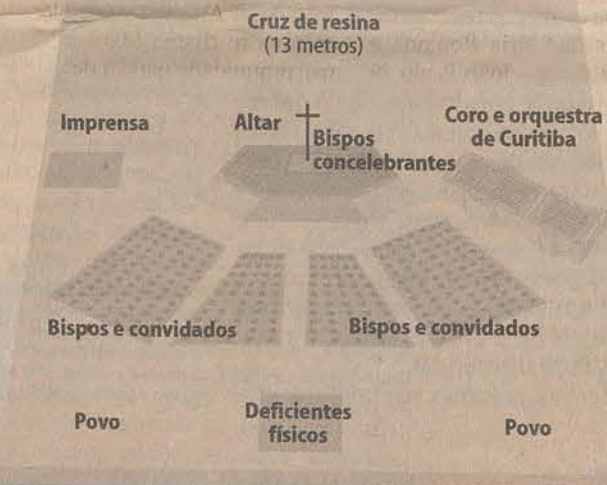 Cruz de resina
(13 metros)
Imprensa
Altar
Bispos
concelebrantes
Coro e orquestra
de Curitiba
Bispos e convidados
Bispos e convidados
Povo
Deficientes
físicos
Povo